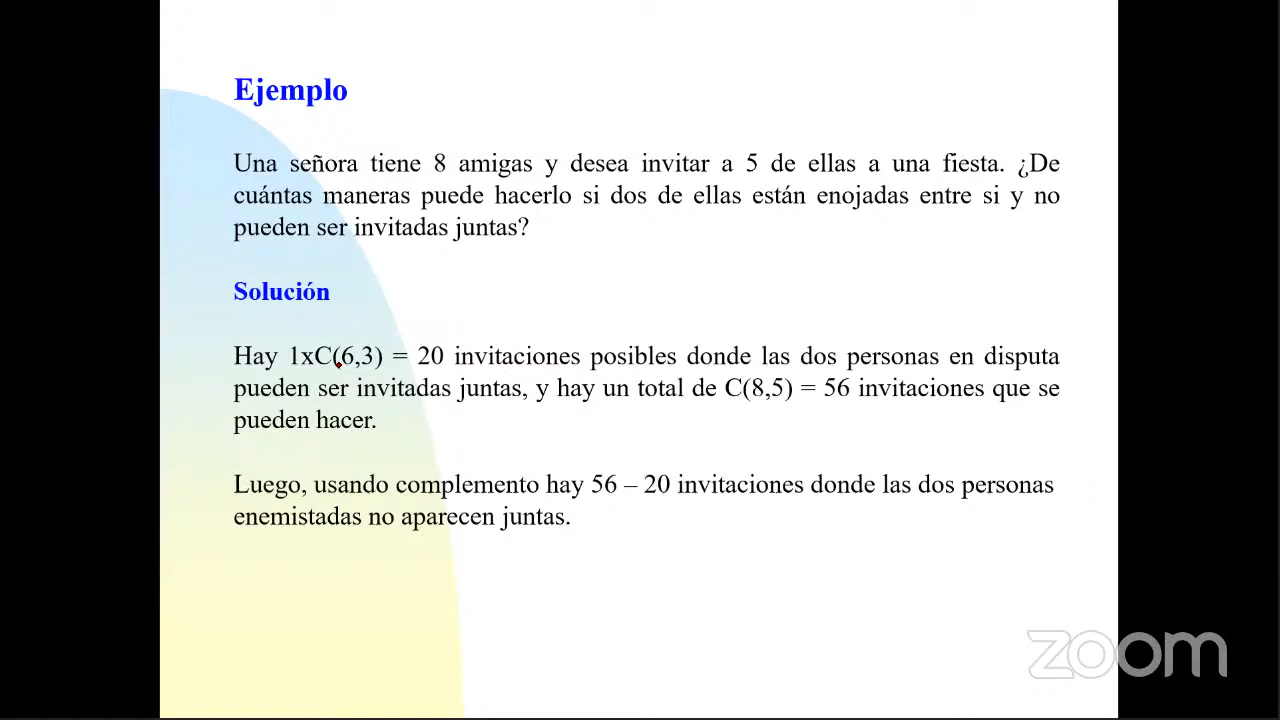 Ejemplo
Una señora tiene 8 amigas y desea invitar a 5 de ellas a una fiesta. ¿De
cuántas maneras puede hacerlo si dos de ellas están enojadas entre si y no
pueden ser invitadas juntas?
Solución
Hay 1xC(6,3) = 20 invitaciones posibles donde las dos personas en disputa
pueden ser invitadas juntas, y hay un total de C(8,5) = 56 invitaciones que se
pueden hacer.
Luego, usando complemento hay 56 – 20 invitaciones donde las dos personas
enemistadas no aparecen juntas.
zoom